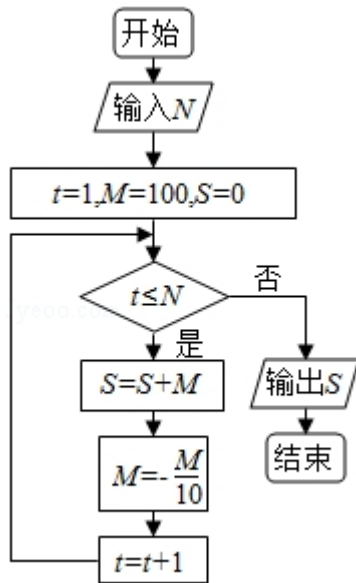 开始
输入N
t=1,M=100,S=0
t≤N
否
是
S=S+M
输出S
M=-M/10
结束
t=t+1